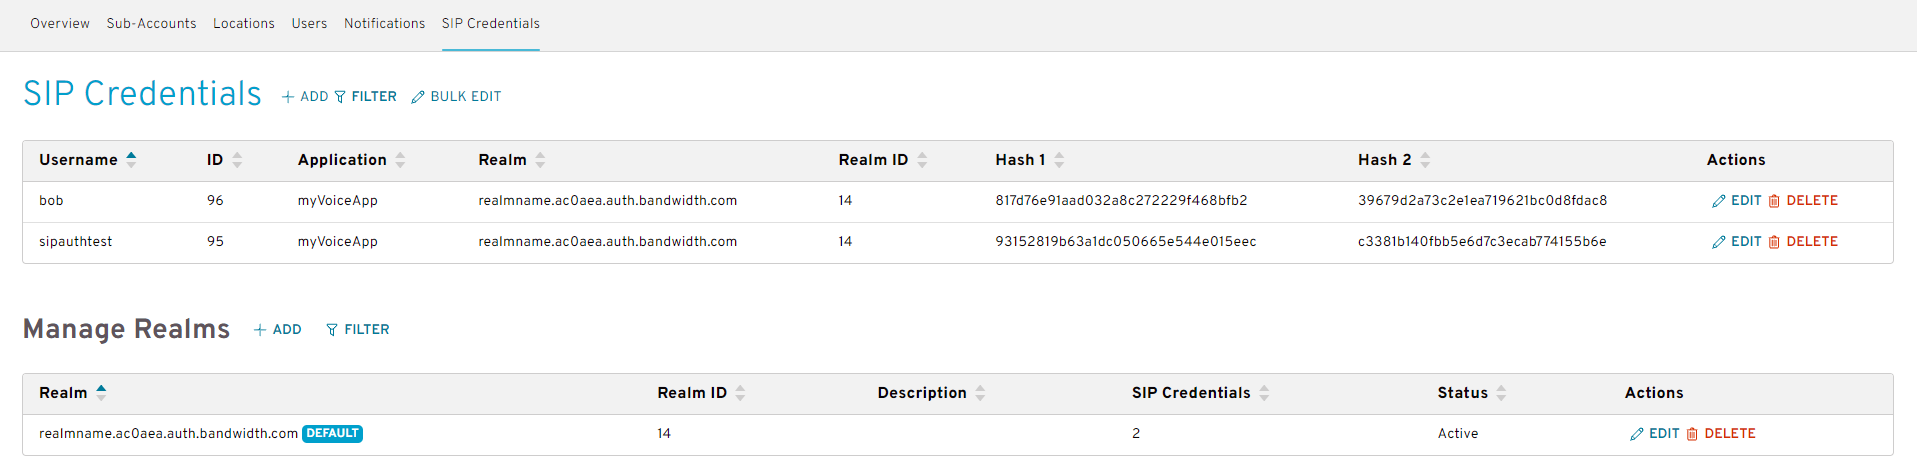 Overview Sub-Accounts Locations Users Notifications SIP Credentials
SIP Credentials ADD FILTER BULK EDIT
Username ID Application Realm Realm ID Hash 1 Hash 2 Actions
bob 96 myVoiceApp realmname.ac0aea.auth.bandwidth.com 14 817d76e91aad032a8c272229f468bfb2 39679d2a73c2e1ea719621bc0d8fdac8 EDIT DELETE
sipauthtest 95 myVoiceApp realmname.ac0aea.auth.bandwidth.com 14 93152819b63a1dc050665e544e015eec c3381b140fbb5e6d7c3ecab774155b6e EDIT DELETE
Manage Realms ADD FILTER
Realm Realm ID Description SIP Credentials Status Actions
realmname.ac0aea.auth.bandwidth.com DEFAULT 14 2 Active EDIT DELETE